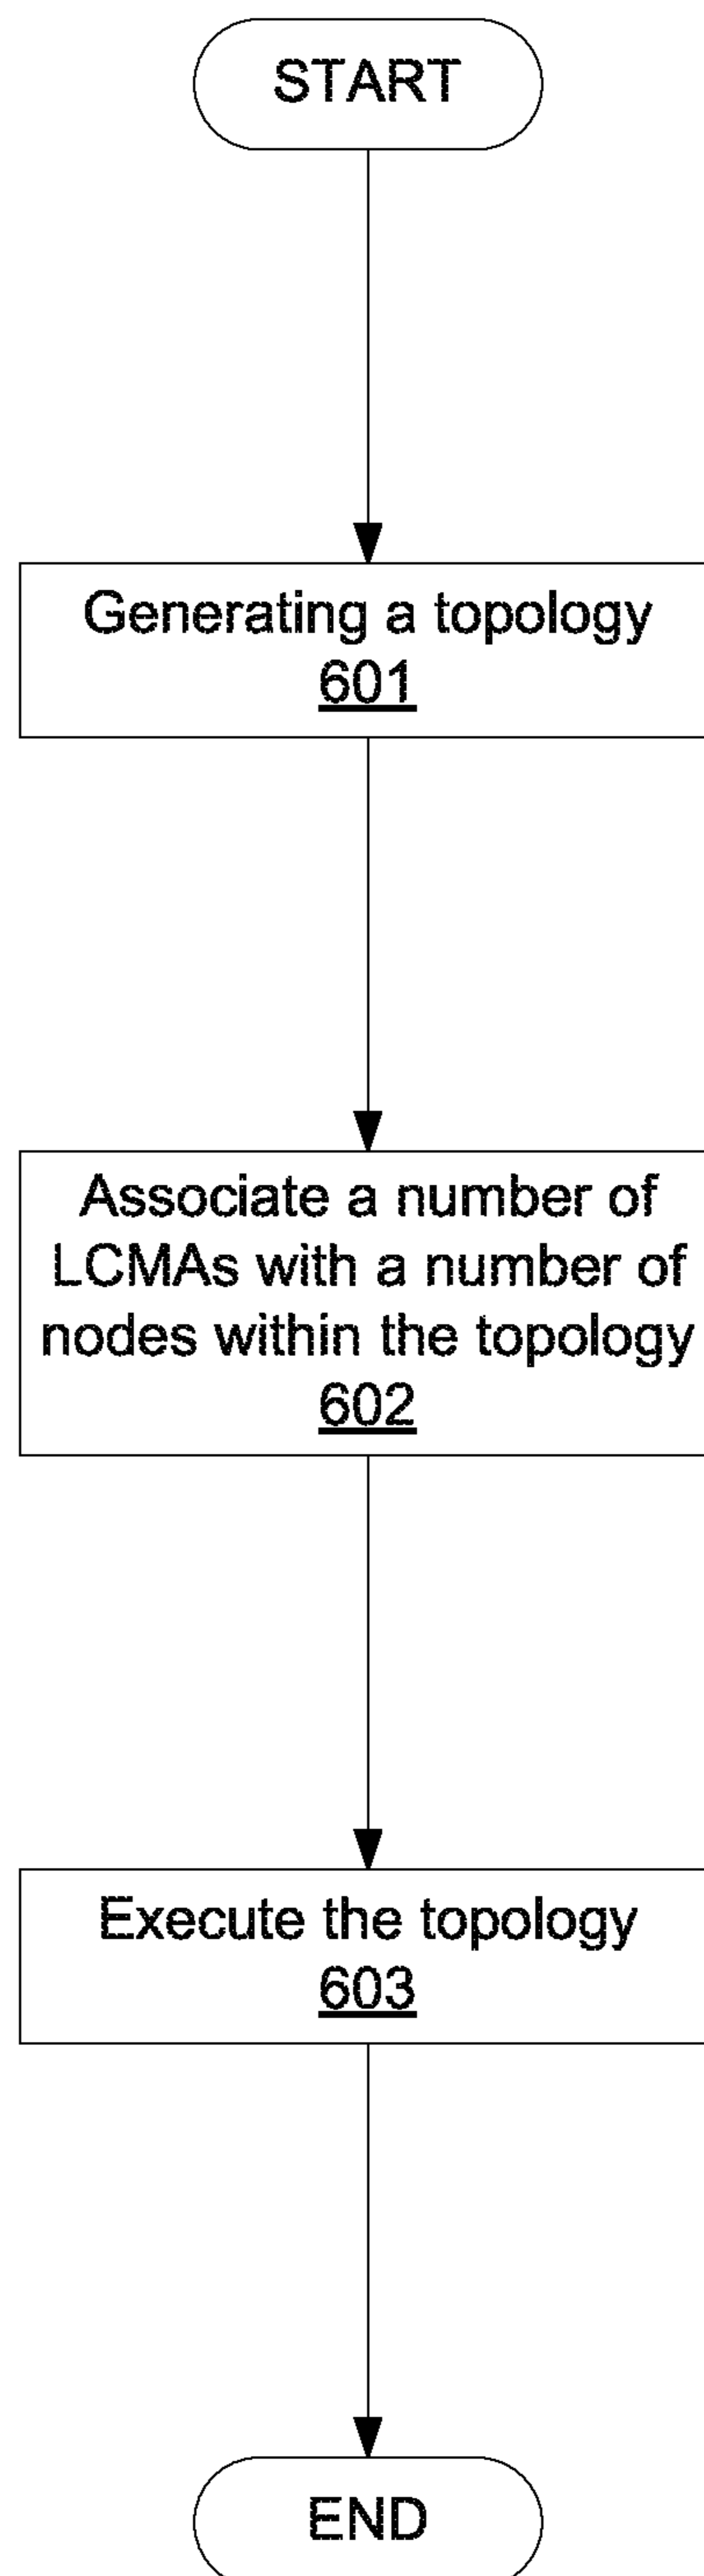 START
Generating a topology
601
Associate a number of
LCMAs with a number of
nodes within the topology
602
Execute the topology
603
END